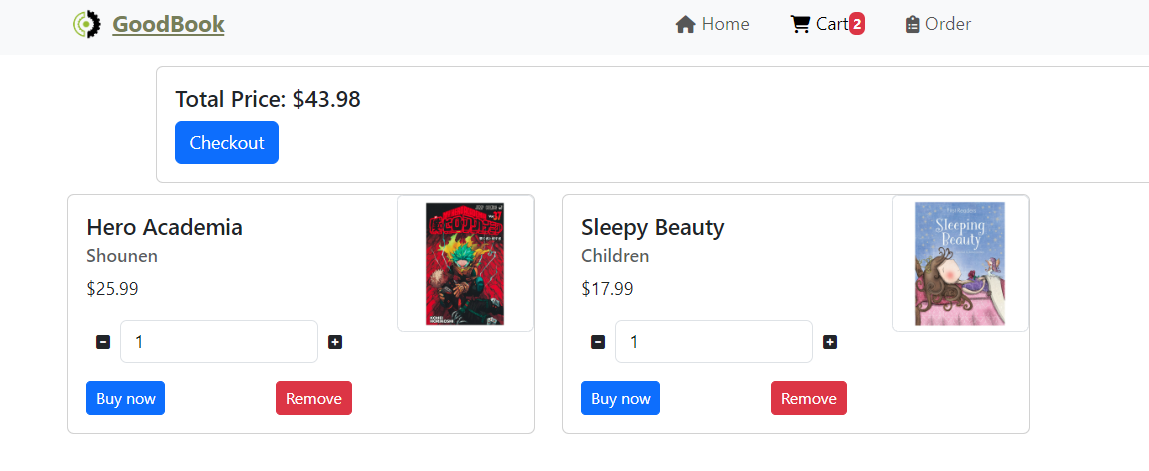 GoodBook
Home
Cart 2
Order
Total Price: $43.98
Checkout
Hero Academia
Shounen
$25.99
1
Buy now
Remove
Sleepy Beauty
Children
$17.99
1
Buy now
Remove
Sleeping
Beauty